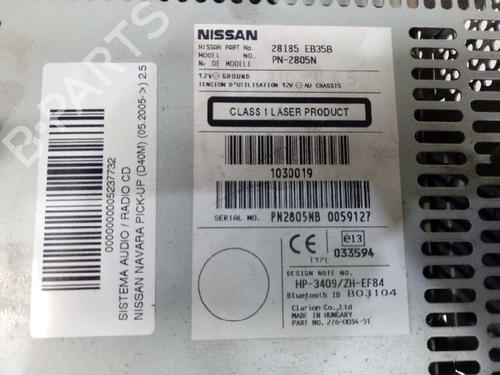 NISSAN
NISSAN PART No. 28185 EB35B
MODEL NO. PN-2805N
No DE MODELE
12V GROUND
TENSION D'UTILISATION 12V AU CHASSIS
CLASS 1 LASER PRODUCT
1030019
SERIAL NO. PN2805NB 0059127
CE e13
TYPE 033594
DESIGN NOTE No.
HP-3409/ZH-EF84
Bluetooth ID B03104
Clarion Co.,Ltd
MADE IN HUNGARY
PART NO. 276-0034-51
0000000005237732
SISTEMA AUDIO / RADIO CD
NISSAN NAVARA PICK-UP (D40M) (05.2005->) 2.5
B-Parts